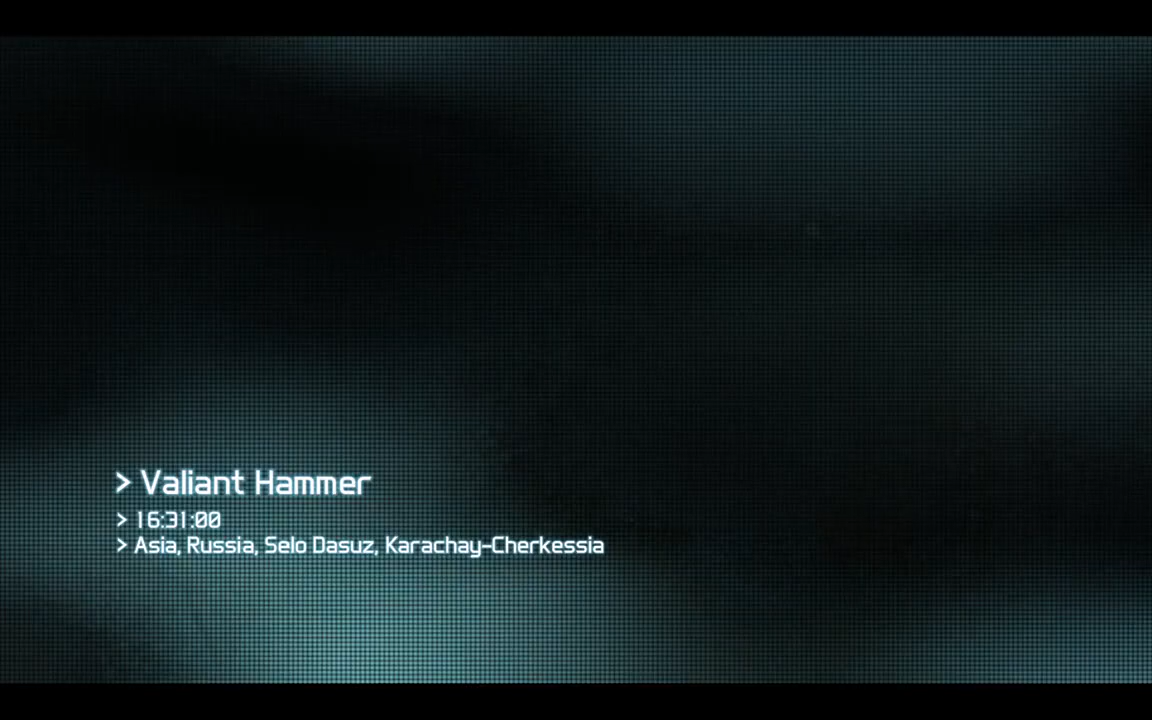 > Valiant Hammer
> 16:31:00
> Asia, Russia, Selo Dasuz, Karachay-Cherkessia